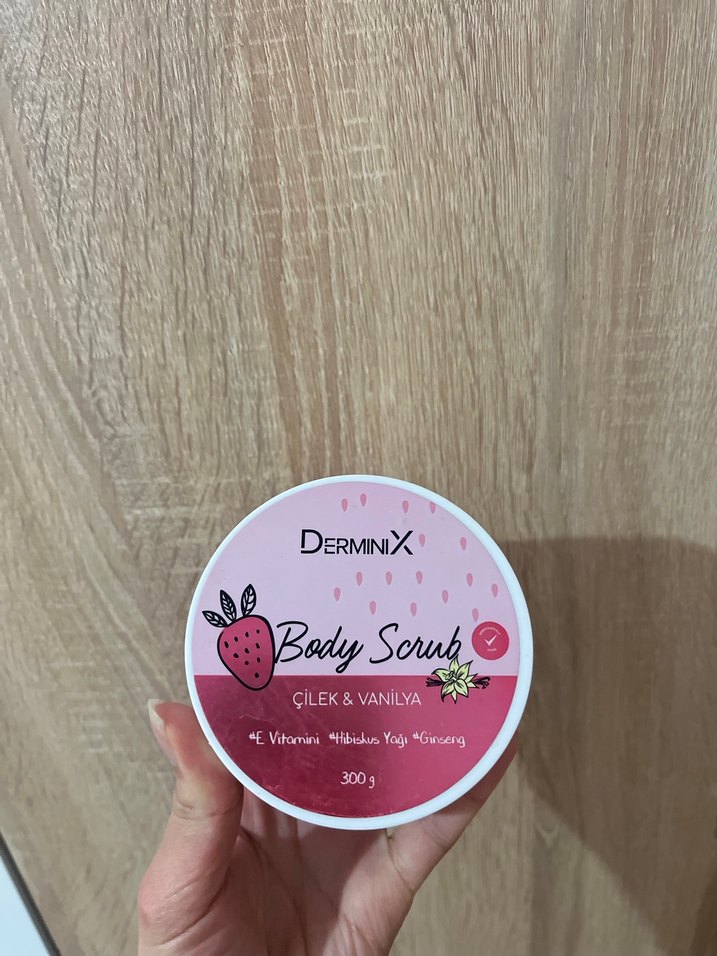 DERMINIX
Body Scrub
ÇİLEK & VANİLYA
#E Vitamini #Hibiskus Yağı #Ginseng
300 g